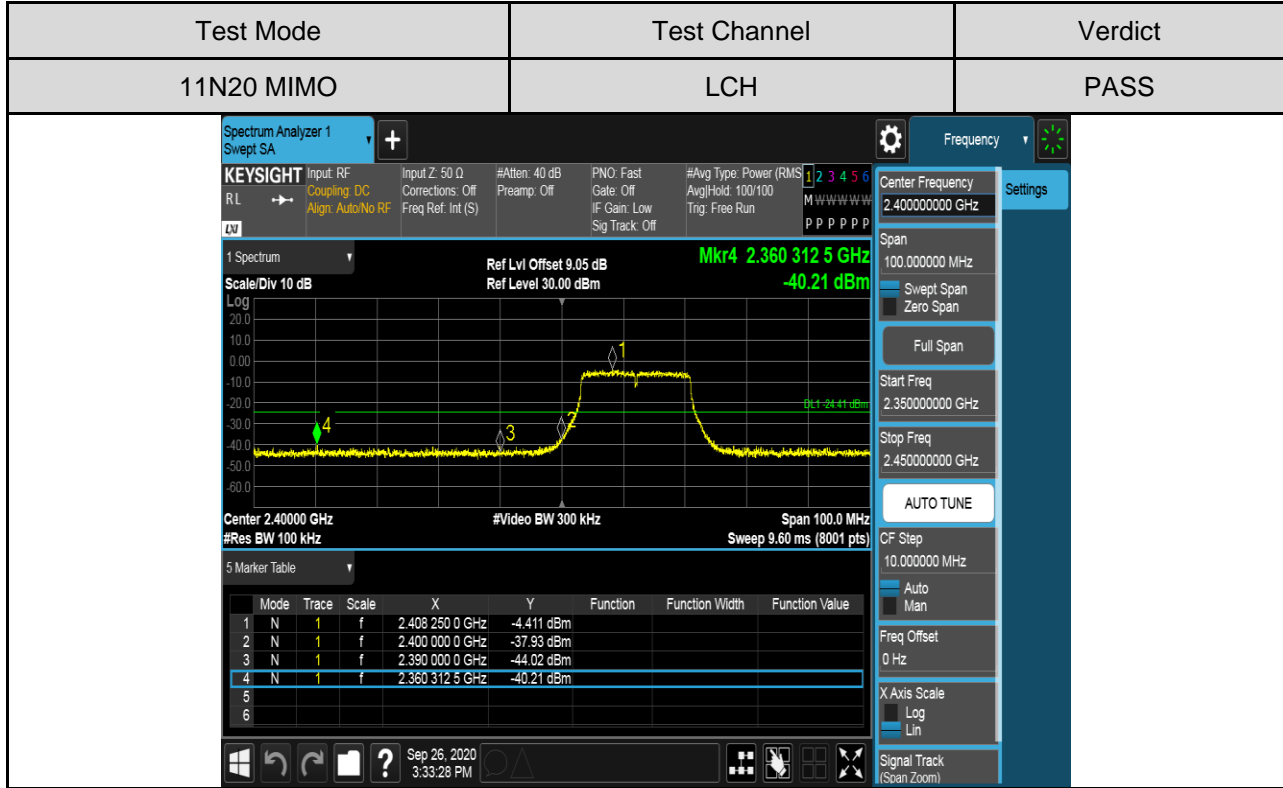 Test Mode Test Channel Verdict
11N20 MIMO LCH PASS
Spectrum Analyzer 1
Swept SA
+
Frequency
KEYSIGHT
RL
LXI
Input: RF
Coupling: DC
Align: Auto/No RF
Input Z: 50 Ω
Corrections: Off
Freq Ref: Int (S)
#Atten: 40 dB
Preamp: Off
PNO: Fast
Gate: Off
IF Gain: Low
Sig Track: Off
#Avg Type: Power (RMS
Avg|Hold: 100/100
Trig: Free Run
1 2 3 4 5 6
M W W W W W
P P P P P P
1 Spectrum
Scale/Div 10 dB
Ref Lvl Offset 9.05 dB
Ref Level 30.00 dBm
Mkr4 2.360 312 5 GHz
-40.21 dBm
Log
20.0
10.0
0.00
-10.0
-20.0
-30.0
-40.0
-50.0
-60.0
1
2
3
4
DL1 -24.41 dBm
Center 2.40000 GHz
#Res BW 100 kHz
#Video BW 300 kHz
Span 100.0 MHz
Sweep 9.60 ms (8001 pts)
5 Marker Table
Mode Trace Scale X Y Function Function Width Function Value
1 N 1 f 2.408 250 0 GHz -4.411 dBm
2 N 1 f 2.400 000 0 GHz -37.93 dBm
3 N 1 f 2.390 000 0 GHz -44.02 dBm
4 N 1 f 2.360 312 5 GHz -40.21 dBm
5
6
?
Sep 26, 2020
3:33:28 PM
Settings
Center Frequency
2.400000000 GHz
Span
100.000000 MHz
Swept Span
Zero Span
Full Span
Start Freq
2.350000000 GHz
Stop Freq
2.450000000 GHz
AUTO TUNE
CF Step
10.000000 MHz
Auto
Man
Freq Offset
0 Hz
X Axis Scale
Log
Lin
Signal Track
(Span Zoom)